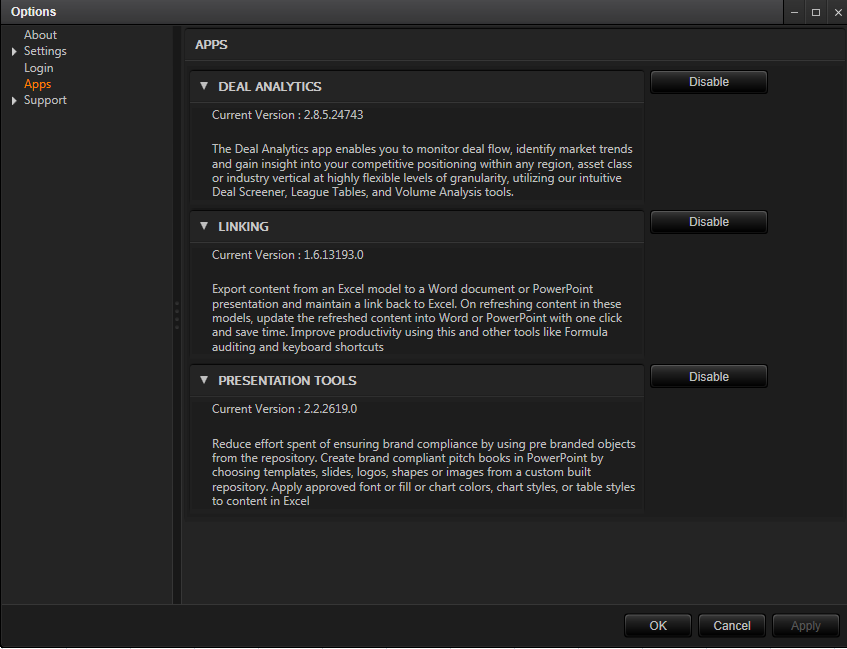 Options
About
Settings
Login
Apps
Support
APPS
DEAL ANALYTICS
Disable
Current Version : 2.8.5.24743
The Deal Analytics app enables you to monitor deal flow, identify market trends
and gain insight into your competitive positioning within any region, asset class
or industry vertical at highly flexible levels of granularity, utilizing our intuitive
Deal Screener, League Tables, and Volume Analysis tools.
LINKING
Disable
Current Version : 1.6.13193.0
Export content from an Excel model to a Word document or PowerPoint
presentation and maintain a link back to Excel. On refreshing content in these
models, update the refreshed content into Word or PowerPoint with one click
and save time. Improve productivity using this and other tools like Formula
auditing and keyboard shortcuts
PRESENTATION TOOLS
Disable
Current Version : 2.2.2619.0
Reduce effort spent of ensuring brand compliance by using pre branded objects
from the repository. Create brand compliant pitch books in PowerPoint by
choosing templates, slides, logos, shapes or images from a custom built
repository. Apply approved font or fill or chart colors, chart styles, or table styles
to content in Excel
OK
Cancel
Apply